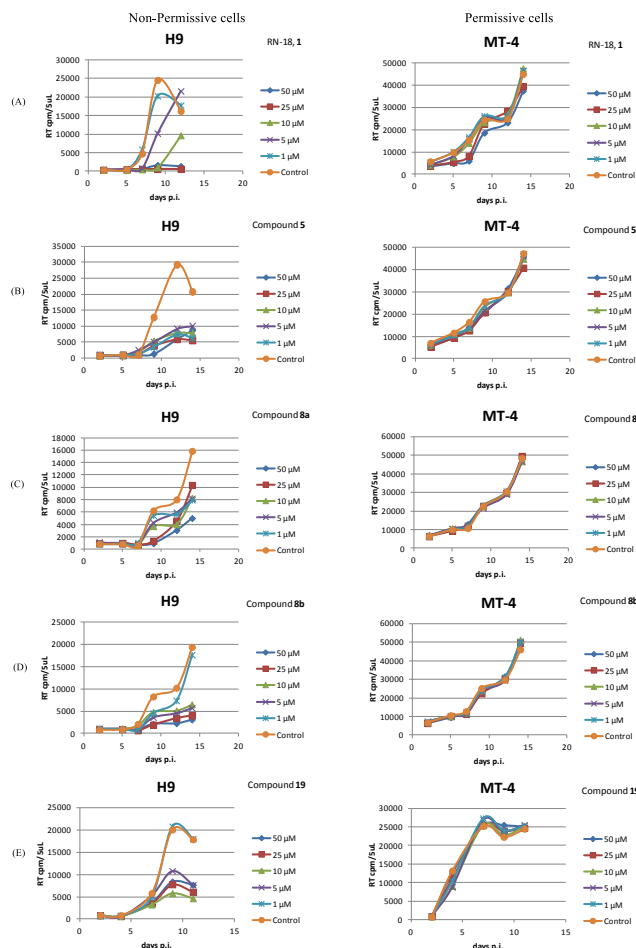 Non-Permissive cells
Permissive cells
H9
RN-18, 1
MT-4
RN-18, 1
(A)
RT cpm/5uL
30000
25000
20000
15000
10000
5000
0
0 5 10 15
days p.i.
50 µM
25 µM
10 µM
5 µM
1 µM
Control
RT cpm/5uL
50000
40000
30000
20000
10000
0
0 5 10 15 20
days p.i.
50 µM
25 µM
10 µM
5 µM
1 µM
Control
H9
Compound 5
MT-4
Compound 5
(B)
RT cpm/5uL
35000
30000
25000
20000
15000
10000
5000
0
0 5 10 15 20
days p.i.
50 µM
25 µM
10 µM
5 µM
1 µM
Control
RT cpm/5uL
50000
40000
30000
20000
10000
0
0 5 10 15 20
days p.i.
50 µM
25 µM
10 µM
5 µM
1 µM
Control
H9
Compound 8a
MT-4
Compound 8
(C)
RT cpm/5uL
18000
16000
14000
12000
10000
8000
6000
4000
2000
0
0 5 10 15 20
days p.i.
50 µM
25 µM
10 µM
5 µM
1 µM
Control
RT cpm/5uL
60000
50000
40000
30000
20000
10000
0
0 5 10 15 20
days p.i.
50 µM
25 µM
10 µM
5 µM
1 µM
Control
H9
Compound 8b
MT-4
Compound 8b
(D)
RT cpm/5uL
25000
20000
15000
10000
5000
0
0 5 10 15 20
days p.i.
50 µM
25 µM
10 µM
5 µM
1 µM
Control
RT cpm/5uL
60000
50000
40000
30000
20000
10000
0
0 5 10 15 20
days p.i.
50 µM
25 µM
10 µM
5 µM
1 µM
Control
H9
Compound 19
MT-4
Compound 19
(E)
RT cpm/ 5uL
25000
20000
15000
10000
5000
0
0 5 10 15
days p.i.
50 µM
25 µM
10 µM
5 µM
1 µM
Control
RT cpm/5uL
30000
25000
20000
15000
10000
5000
0
0 5 10 15
days p.i.
50 µM
25 µM
10 µM
5 µM
1 µM
Control